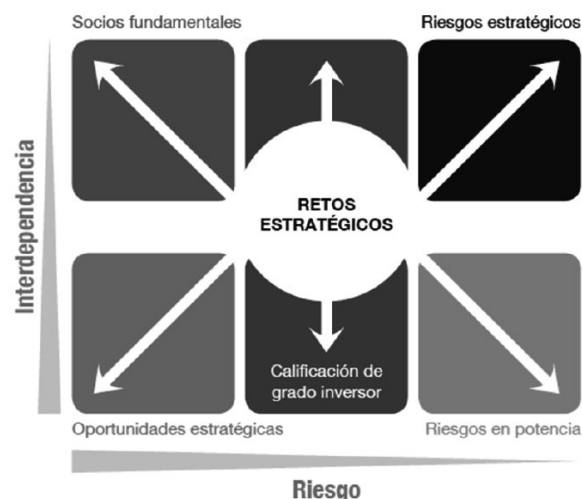 Socios fundamentales
Riesgos estratégicos
Interdependencia
RETOS
ESTRATÉGICOS
Calificación de
grado inversor
Oportunidades estratégicas
Riesgos en potencia
Riesgo